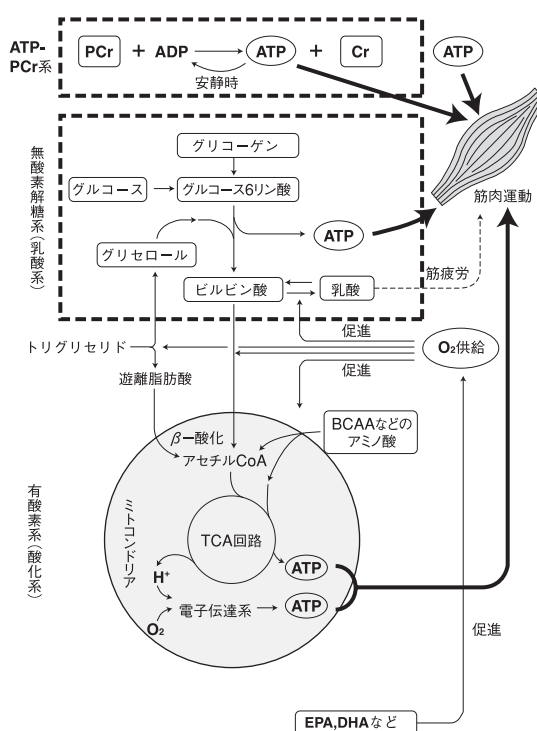 ATP-
PCr系
PCr + ADP ATP + Cr
安静時
ATP
無酸素解糖系(乳酸系)
グリコーゲン
グルコース
グルコース6リン酸
グリセロール
ATP
ビルビン酸
乳酸
筋肉運動
筋疲労
促進
トリグリセリド
O₂供給
遊離脂肪酸
促進
BCAAなどの
アミノ酸
β一酸化
アセチルCoA
有酸素系(酸化系)
ミトコンドリア
TCA回路
ATP
H⁺
電子伝達系
ATP
O₂
促進
EPA,DHAなど